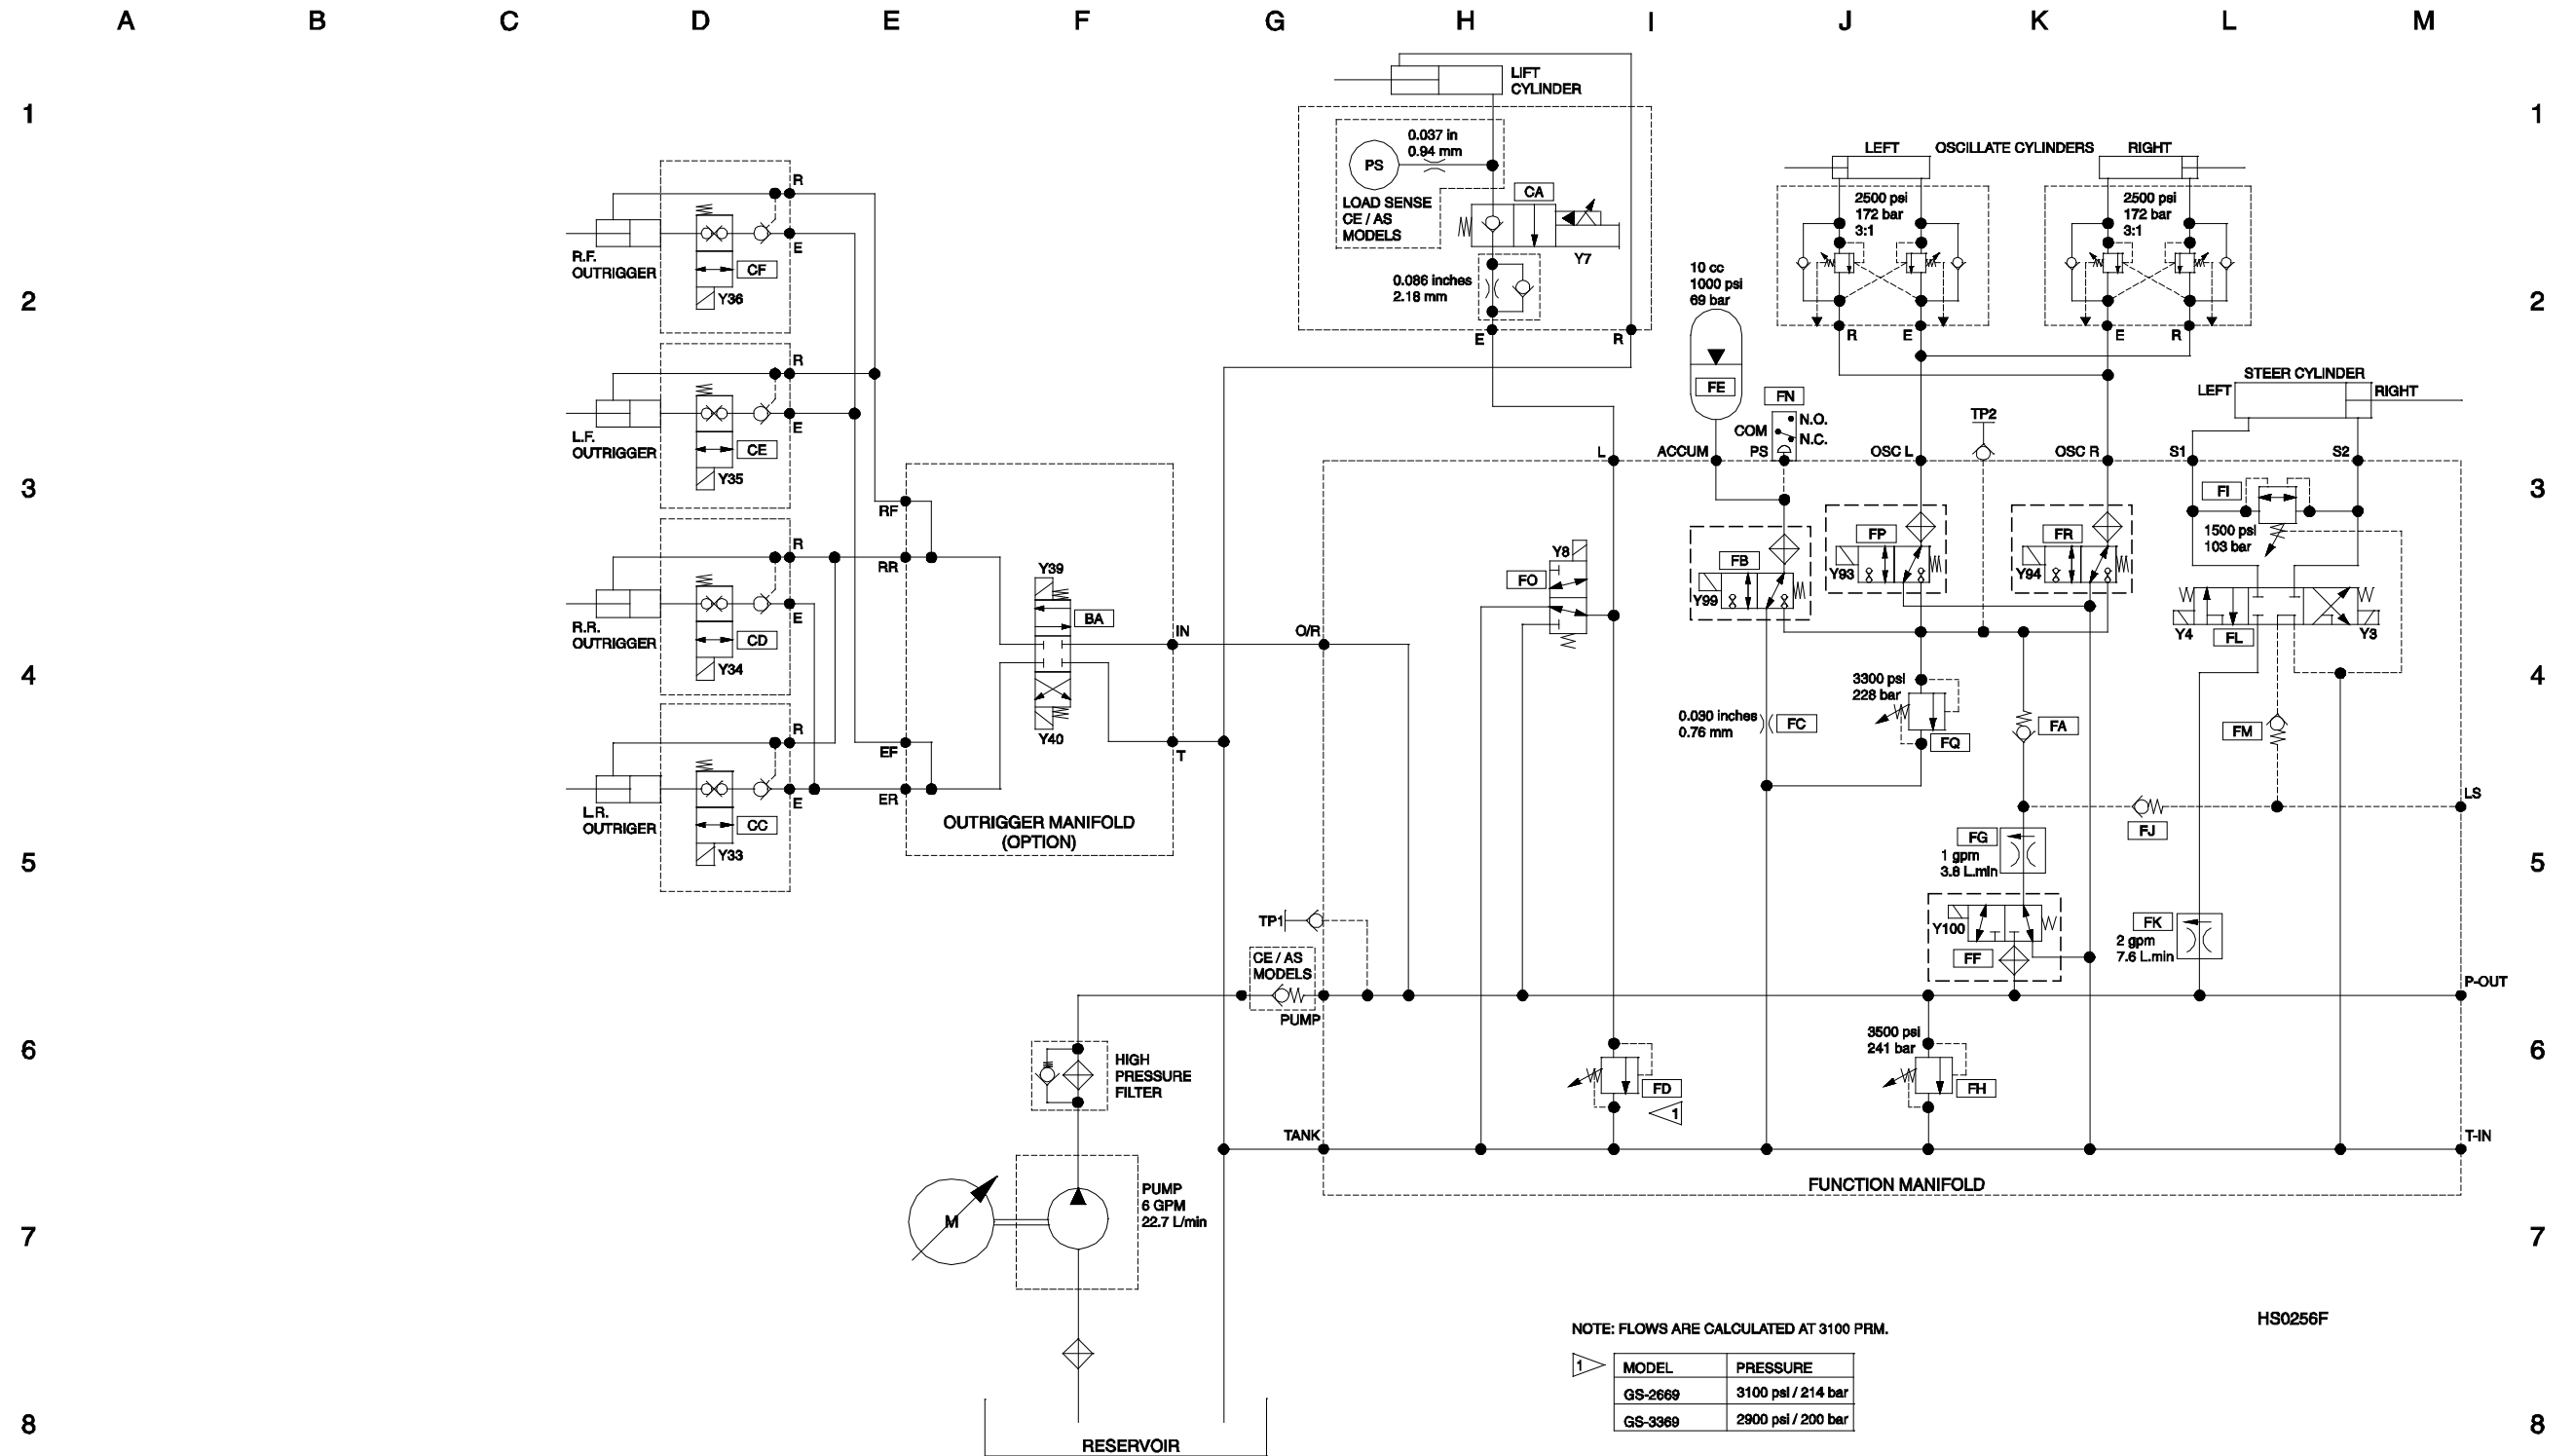 A B C D E F G H I J K L M
1
LIFT
CYLINDER
0.037 in
0.94 mm
PS
LOAD SENSE
CE / AS
MODELS
CA
Y7
0.086 inches
2.18 mm
E
R
LEFT OSCILLATE CYLINDERS RIGHT
1
2500 psi
172 bar
3:1
2500 psi
172 bar
3:1
R
E
E
R
2
R
E
R.F.
OUTRIGGER
CF
Y36
10 cc
1000 psi
69 bar
FE
2
R
E
L.F.
OUTRIGGER
CE
Y35
FN
COM
N.O.
N.C.
TP2
STEER CYLINDER
LEFT
RIGHT
L
ACCUM
PS
OSC L
OSC R
S1
S2
3
RF
RR
R
E
R.R.
OUTRIGGER
CD
Y34
Y39
BA
Y40
IN
T
O/R
Y8
FO
FB
Y99
FP
Y93
FR
Y94
FI
1500 psi
103 bar
Y4
FL
Y3
3
4
R
E
L.R.
OUTRIGER
CC
Y33
EF
ER
OUTRIGGER MANIFOLD
(OPTION)
0.030 inches
0.76 mm
FC
3300 psi
228 bar
FQ
FA
FM
4
LS
FJ
5
FG
1 gpm
3.8 L.min
Y100
FF
FK
2 gpm
7.6 L.min
5
TP1
CE / AS
MODELS
PUMP
P-OUT
6
HIGH
PRESSURE
FILTER
FD
1
3500 psi
241 bar
FH
6
TANK
T-IN
FUNCTION MANIFOLD
7
M
PUMP
6 GPM
22.7 L/min
7
HS0256F
NOTE: FLOWS ARE CALCULATED AT 3100 PRM.
1
MODEL PRESSURE
GS-2669 3100 psi / 214 bar
GS-3369 2900 psi / 200 bar
8
RESERVOIR
8